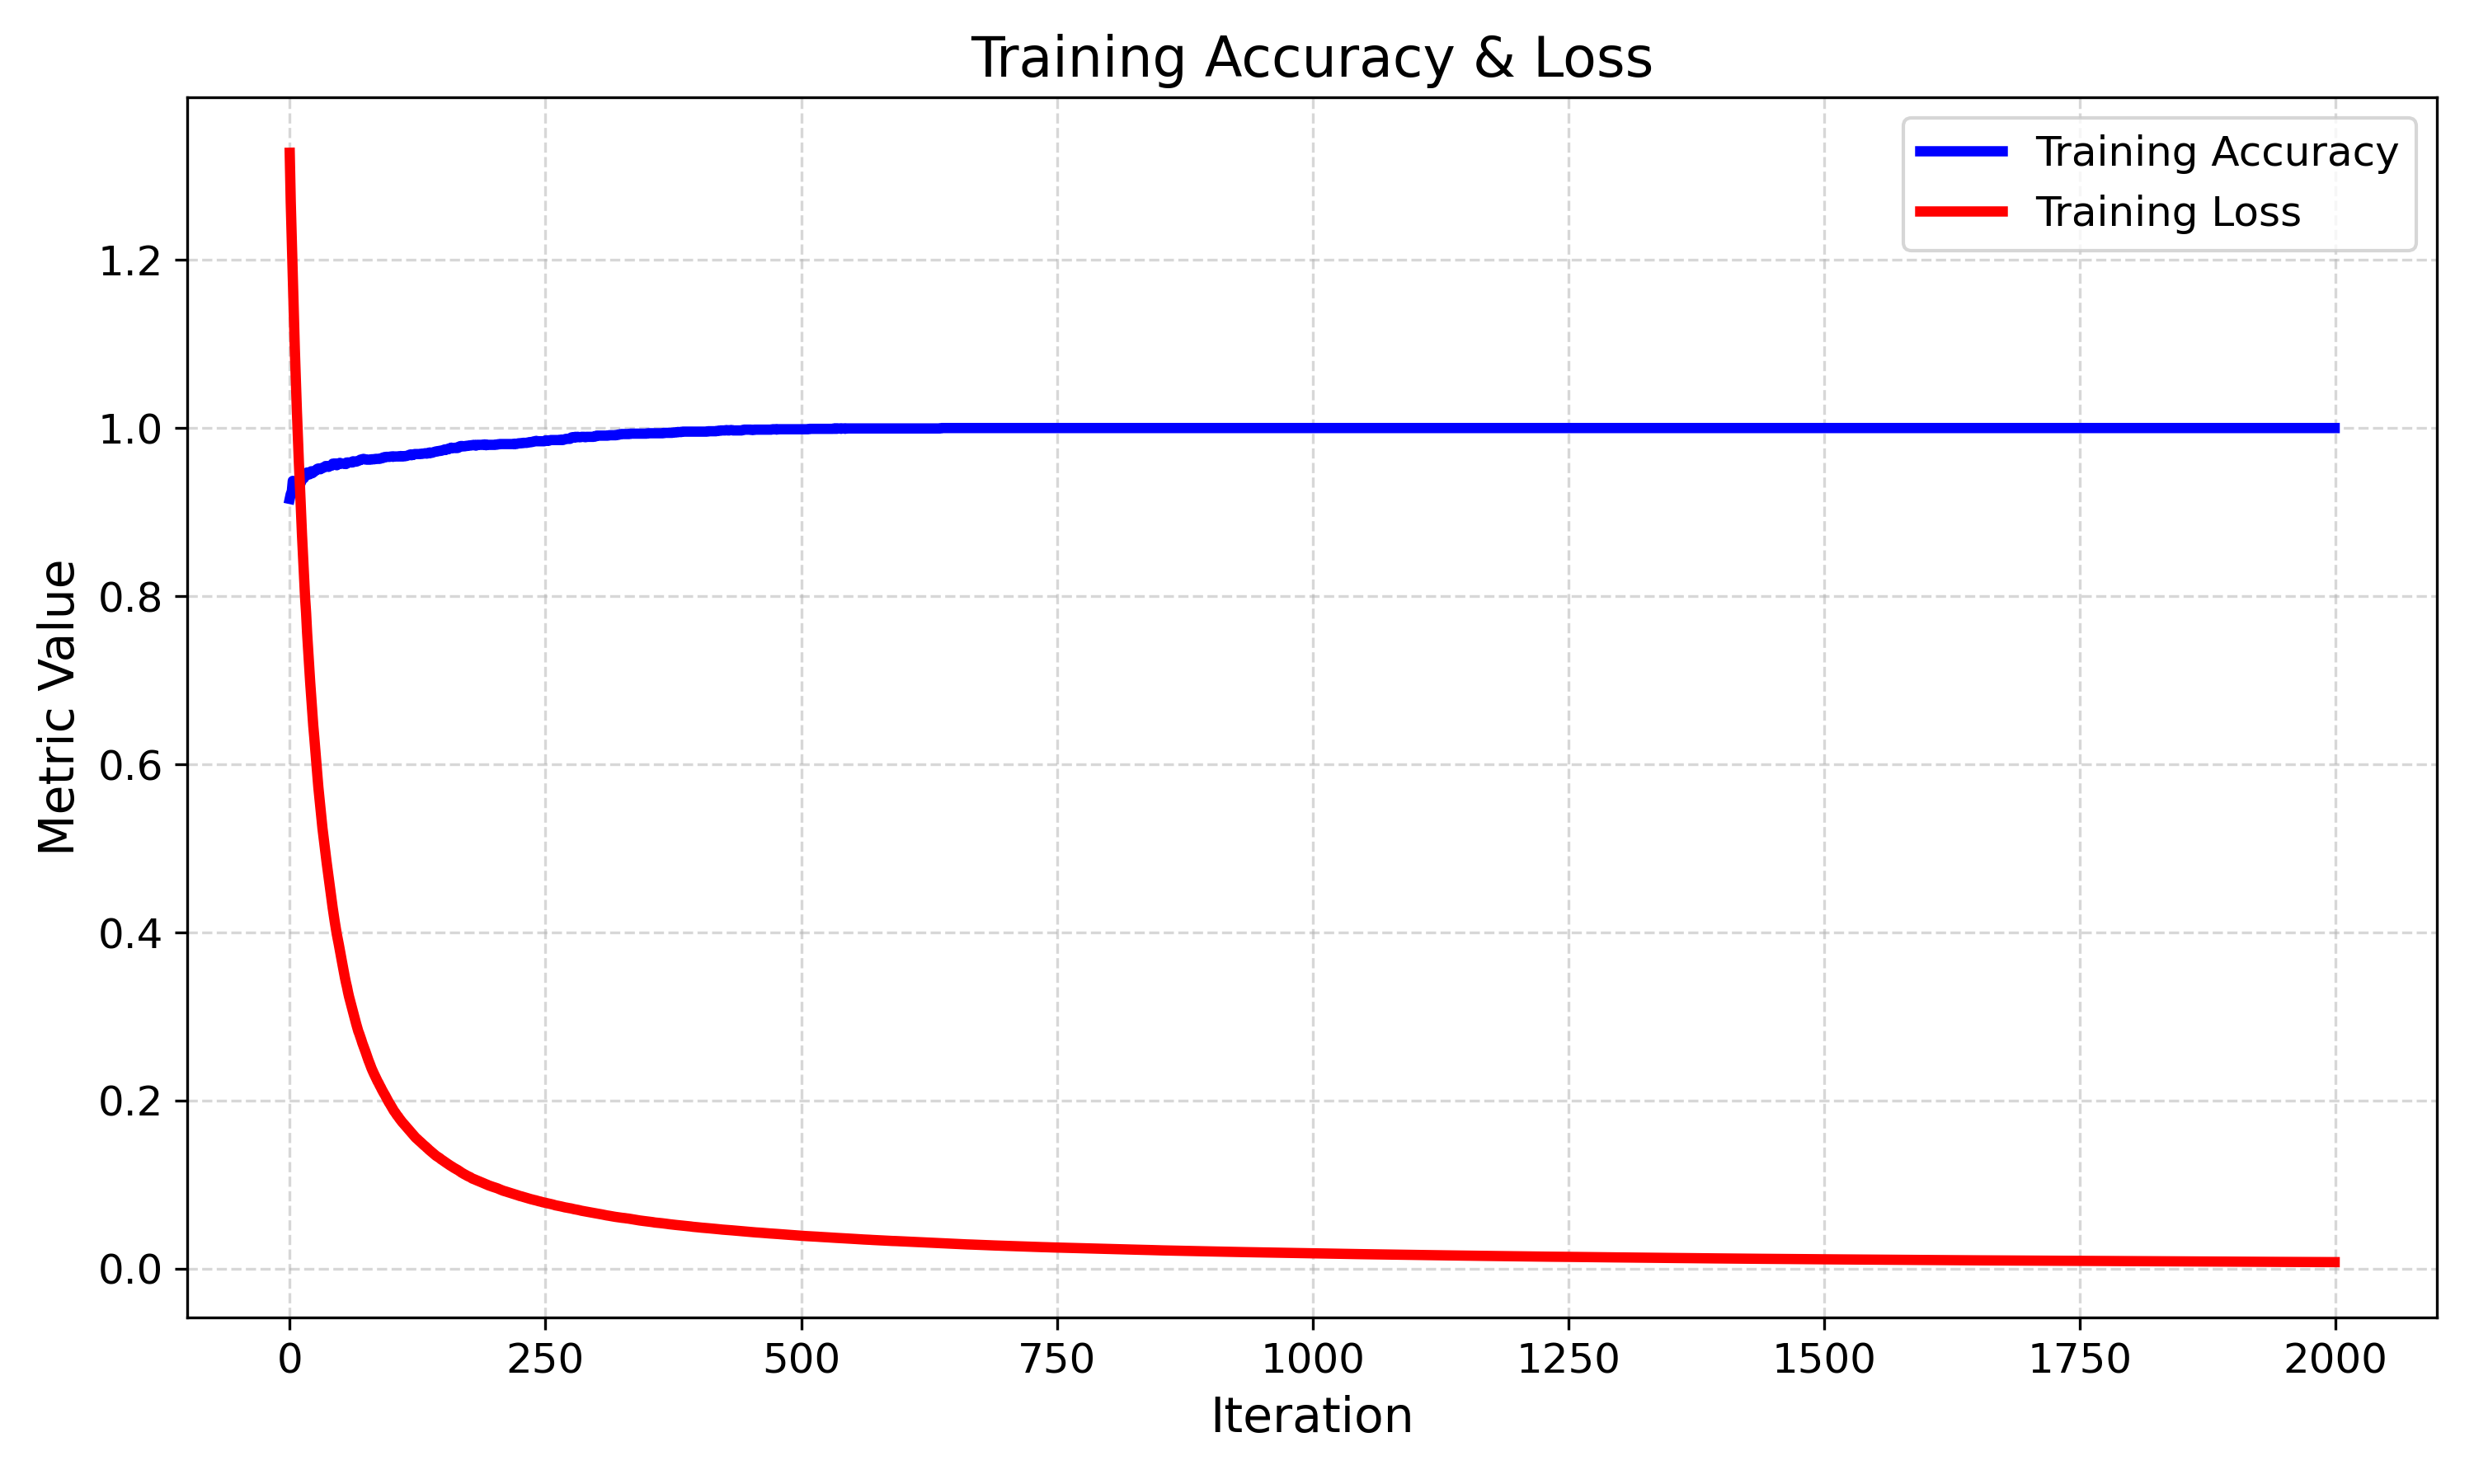 Training Accuracy & Loss
Training Accuracy
Training Loss
Metric Value
1.2
1.0
0.8
0.6
0.4
0.2
0.0
0 250 500 750 1000 1250 1500 1750 2000
Iteration